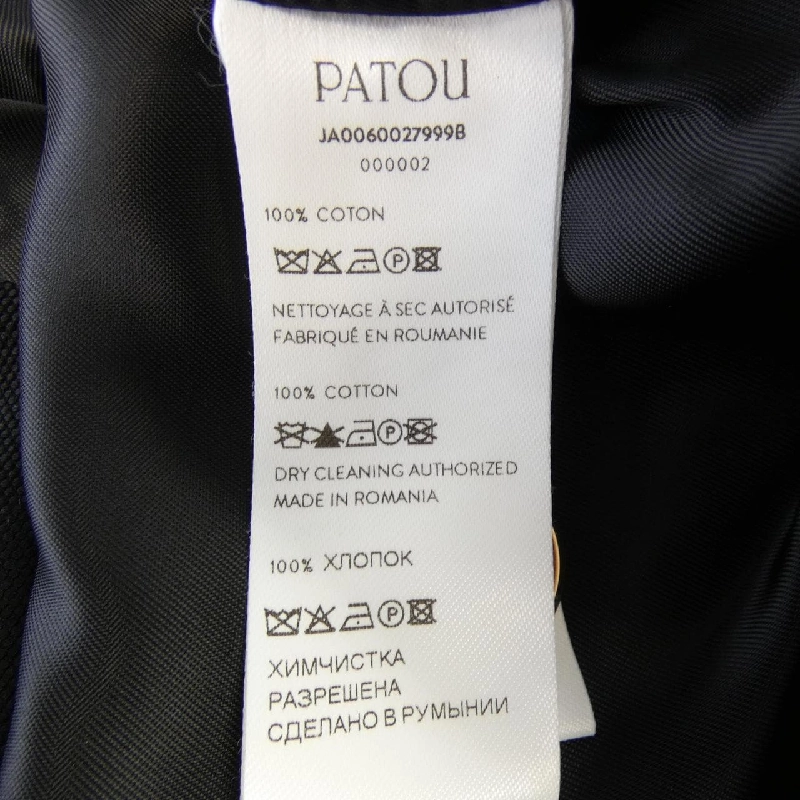 PATOU
JA0060027999B
000002
100% COTON
P
NETTOYAGE À SEC AUTORISÉ
FABRIQUÉ EN ROUMANIE
100% COTTON
P
DRY CLEANING AUTHORIZED
MADE IN ROMANIA
100% ХЛОПОК
P
ХИМЧИСТКА
РАЗРЕШЕНА
СДЕЛАНО В РУМЫНИИ